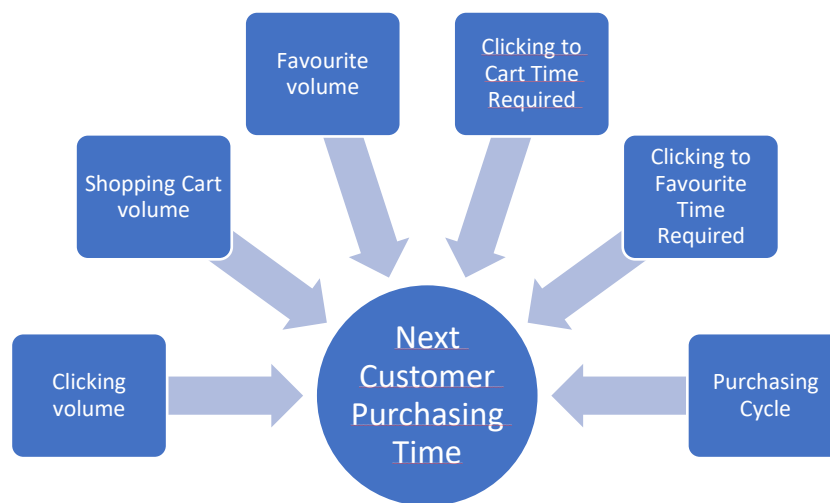 Favourite
volume
Clicking to
Cart Time
Required
Shopping Cart
volume
Clicking to
Favourite
Time
Required
Clicking
volume
Next
Customer
Purchasing
Time
Purchasing
Cycle